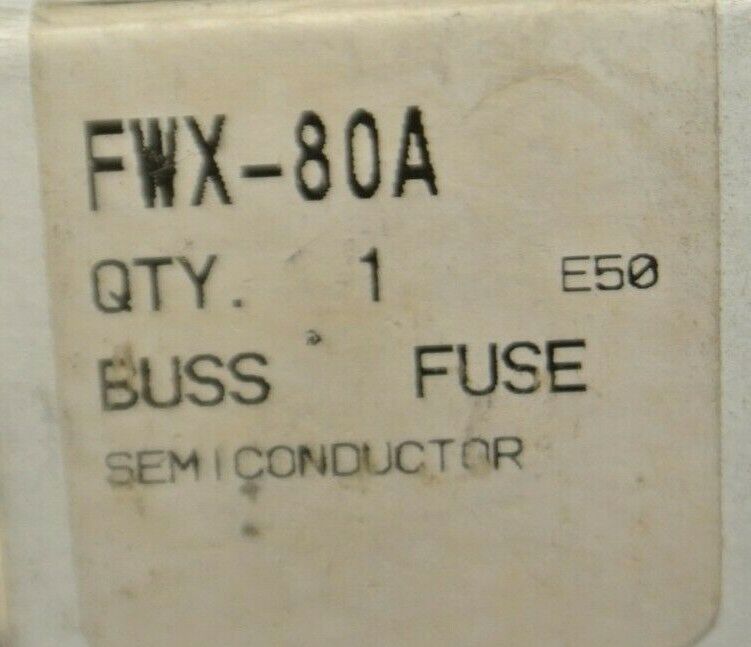 FWX-80A
QTY. 1 E50
BUSS FUSE
SEMICONDUCTOR